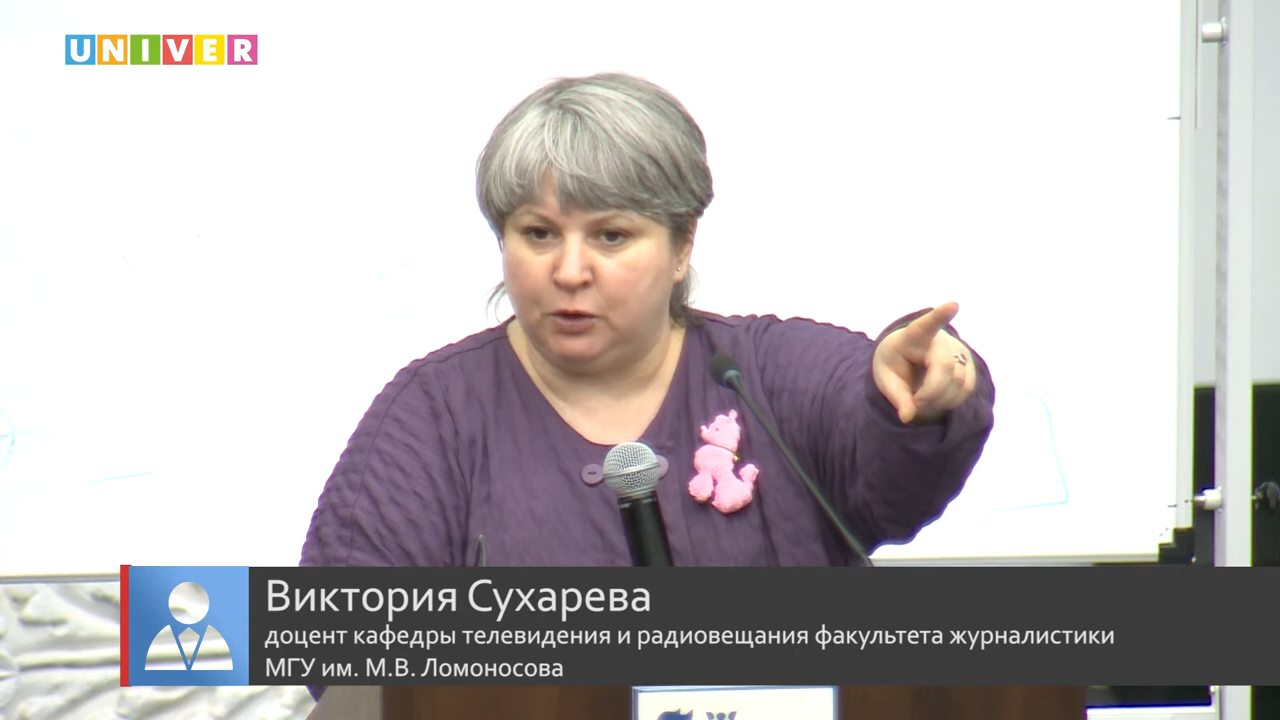 UNIVER
Виктория Сухарева
доцент кафедры телевидения и радиовещания факультета журналистики
МГУ им. М.В. Ломоносова